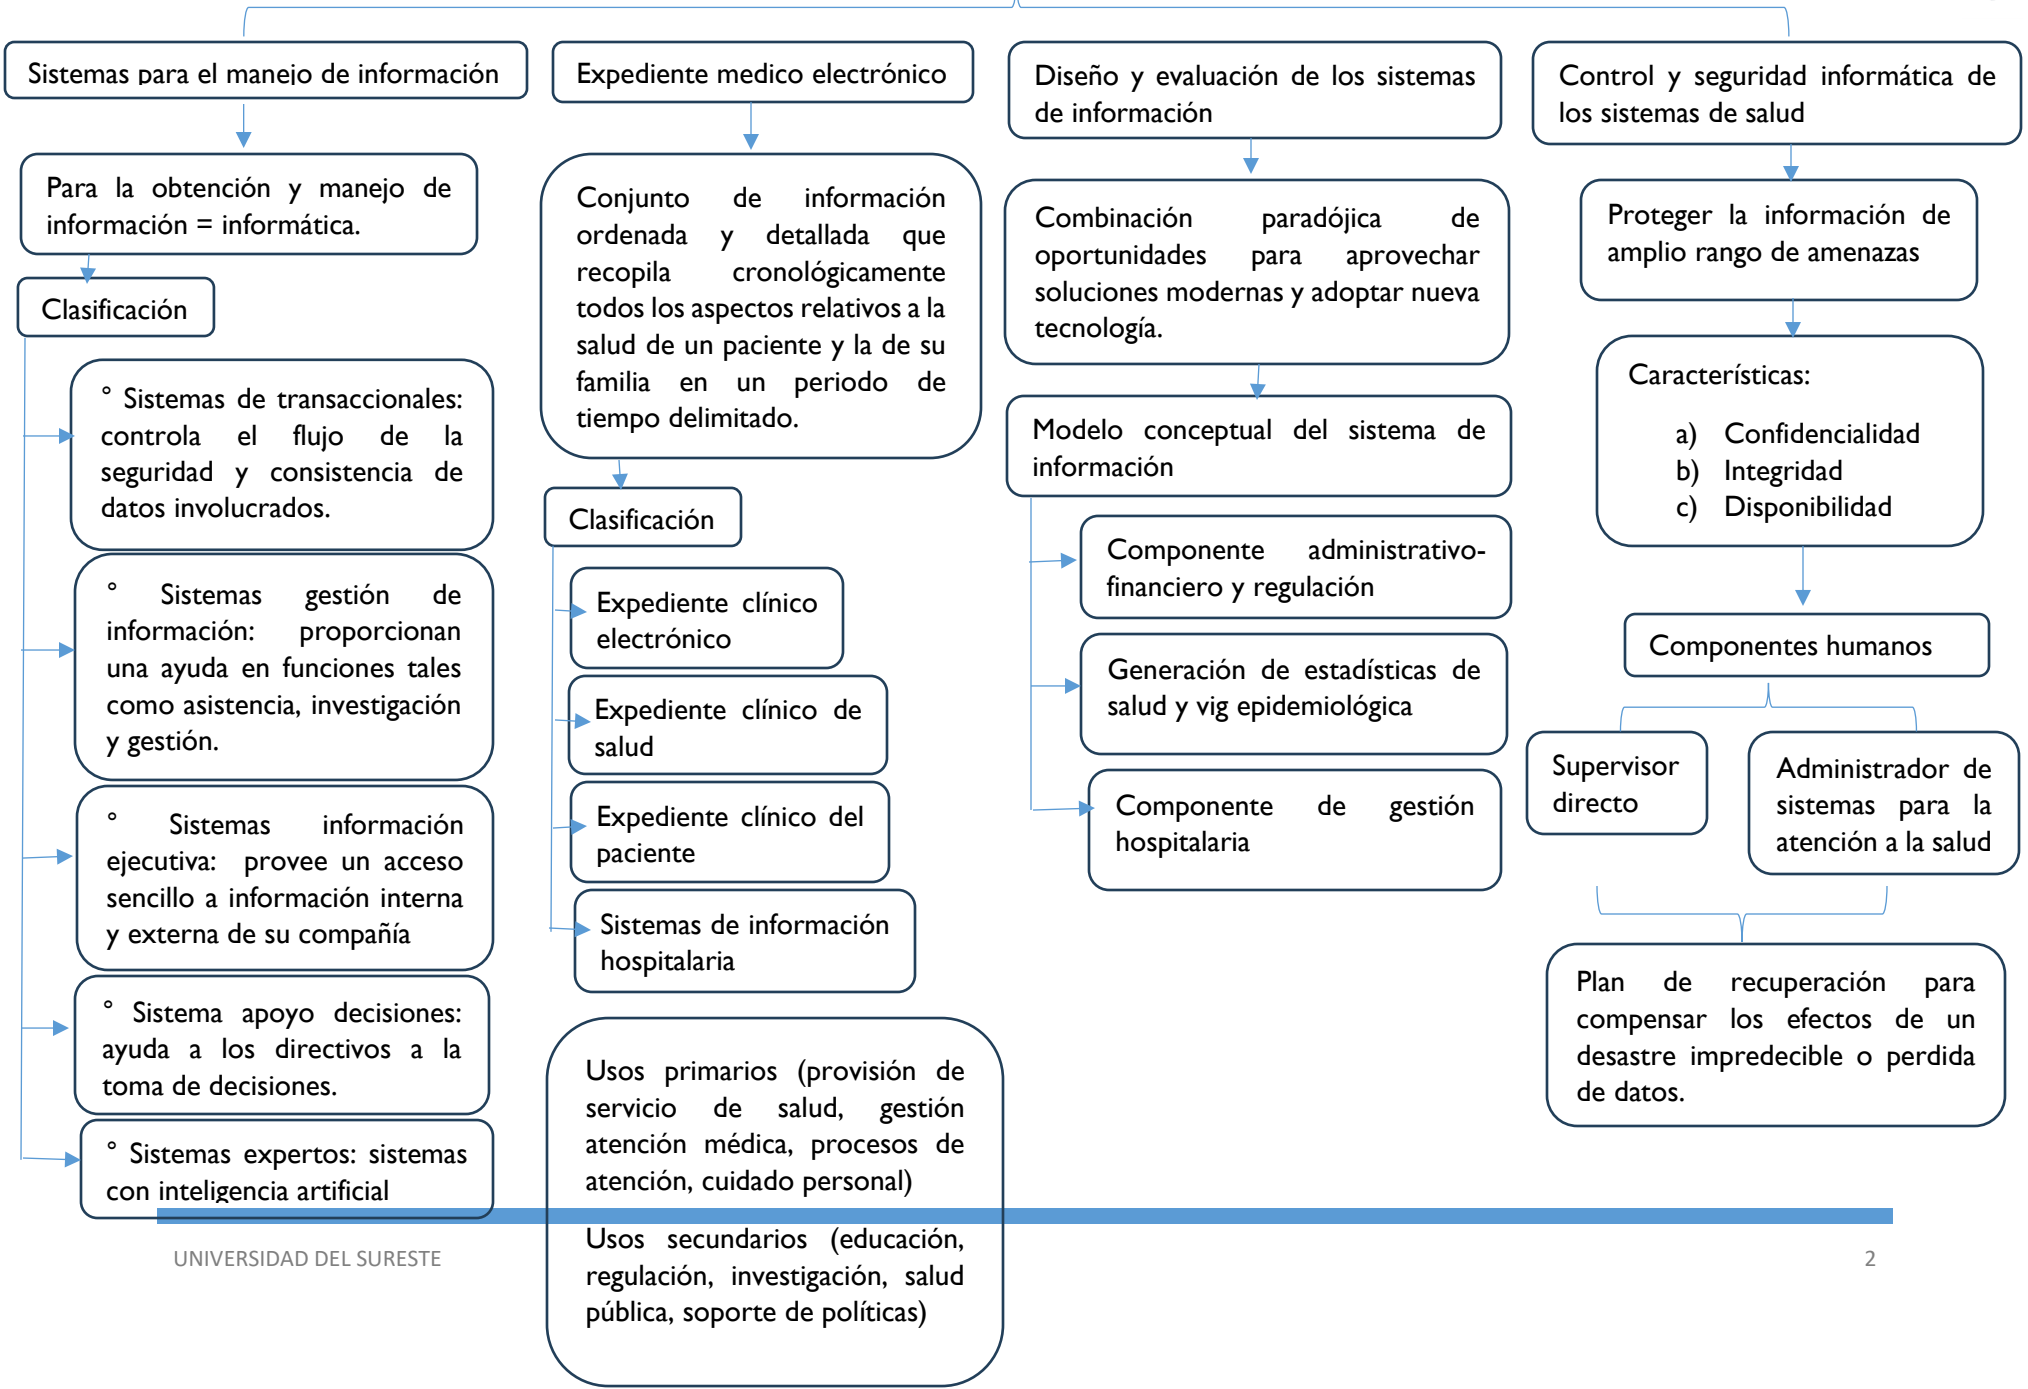 Sistemas para el manejo de información
Para la obtención y manejo de
información = informática.
Clasificación
° Sistemas de transaccionales:
controla el flujo de la
seguridad y consistencia de
datos involucrados.
° Sistemas gestión de
información: proporcionan
una ayuda en funciones tales
como asistencia, investigación
y gestión.
° Sistemas información
ejecutiva: provee un acceso
sencillo a información interna
y externa de su compañía
° Sistema apoyo decisiones:
ayuda a los directivos a la
toma de decisiones.
° Sistemas expertos: sistemas
con inteligencia artificial
Expediente medico electrónico
Conjunto de información
ordenada y detallada que
recopila cronológicamente
todos los aspectos relativos a la
salud de un paciente y la de su
familia en un periodo de
tiempo delimitado.
Clasificación
Expediente clínico
electrónico
Expediente clínico de
salud
Expediente clínico del
paciente
Sistemas de información
hospitalaria
Usos primarios (provisión de
servicio de salud, gestión
atención médica, procesos de
atención, cuidado personal)
Usos secundarios (educación,
regulación, investigación, salud
pública, soporte de políticas)
Diseño y evaluación de los sistemas
de información
Combinación paradójica de
oportunidades para aprovechar
soluciones modernas y adoptar nueva
tecnología.
Modelo conceptual del sistema de
información
Componente administrativo-
financiero y regulación
Generación de estadísticas de
salud y vig epidemiológica
Componente de gestión
hospitalaria
Control y seguridad informática de
los sistemas de salud
Proteger la información de
amplio rango de amenazas
Características:
a) Confidencialidad
b) Integridad
c) Disponibilidad
Componentes humanos
Supervisor
directo
Administrador de
sistemas para la
atención a la salud
Plan de recuperación para
compensar los efectos de un
desastre impredecible o perdida
de datos.
UNIVERSIDAD DEL SURESTE
2